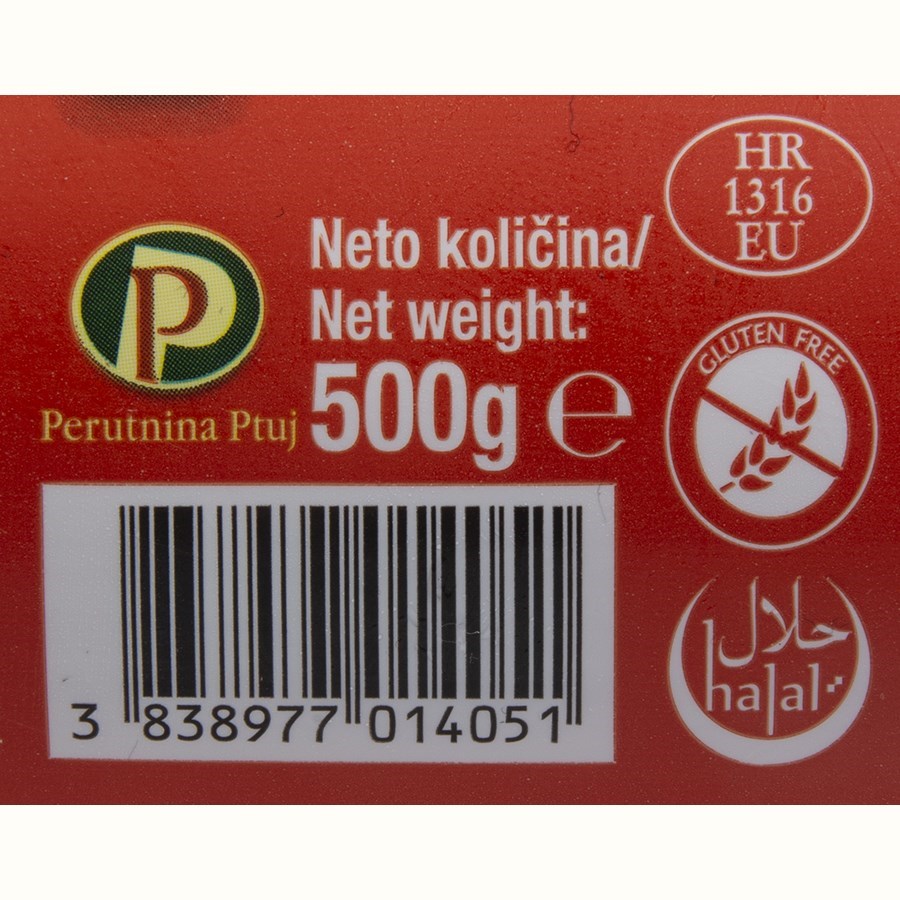 HR
1316
EU
Neto količina/
Net weight:
500g ℮
P
Perutnina Ptuj
GLUTEN FREE
3 838977 014051
حلال
halal